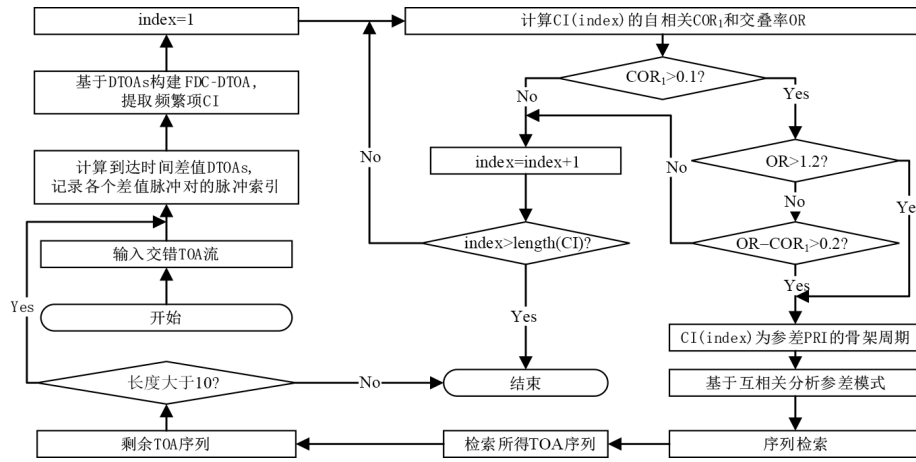 index=1
计算CI(index)的自相关COR₁和交叠率OR
基于DTOAs构建FDC-DTOA,
提取频繁项CI
COR₁>0.1?
No
Yes
计算到达时间差值DTOAs,
记录各个差值脉冲对的脉冲索引
No
index=index+1
No
OR>1.2?
Ye
No
输入交错TOA流
index>length(CI)?
OR−COR₁>0.2?
Yes
Yes
开始
Yes
CI(index)为参差PRI的骨架周期
长度大于10?
No
结束
基于互相关分析参差模式
剩余TOA序列
检索所得TOA序列
序列检索